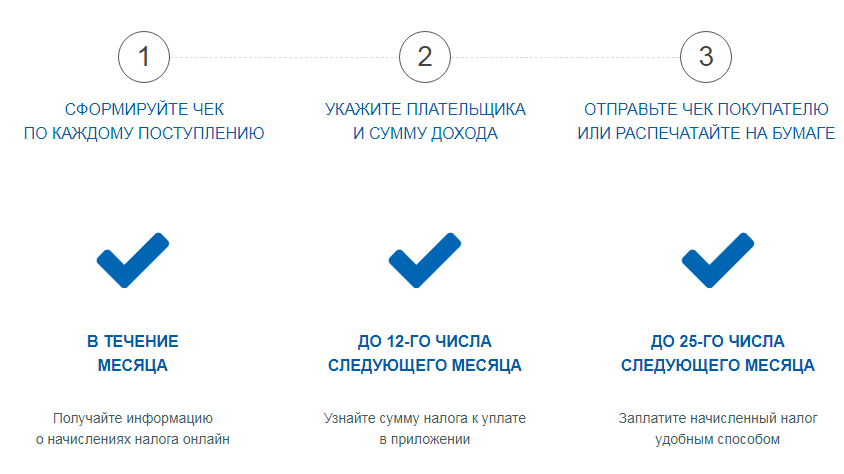 1
2
3
СФОРМИРУЙТЕ ЧЕК
ПО КАЖДОМУ ПОСТУПЛЕНИЮ
УКАЖИТЕ ПЛАТЕЛЬЩИКА
И СУММУ ДОХОДА
ОТПРАВЬТЕ ЧЕК ПОКУПАТЕЛЮ
ИЛИ РАСПЕЧАТАЙТЕ НА БУМАГЕ
В ТЕЧЕНИЕ
МЕСЯЦА
Получайте информацию
о начислениях налога онлайн
ДО 12-ГО ЧИСЛА
СЛЕДУЮЩЕГО МЕСЯЦА
Узнайте сумму налога к уплате
в приложении
ДО 25-ГО ЧИСЛА
СЛЕДУЮЩЕГО МЕСЯЦА
Заплатите начисленный налог
удобным способом